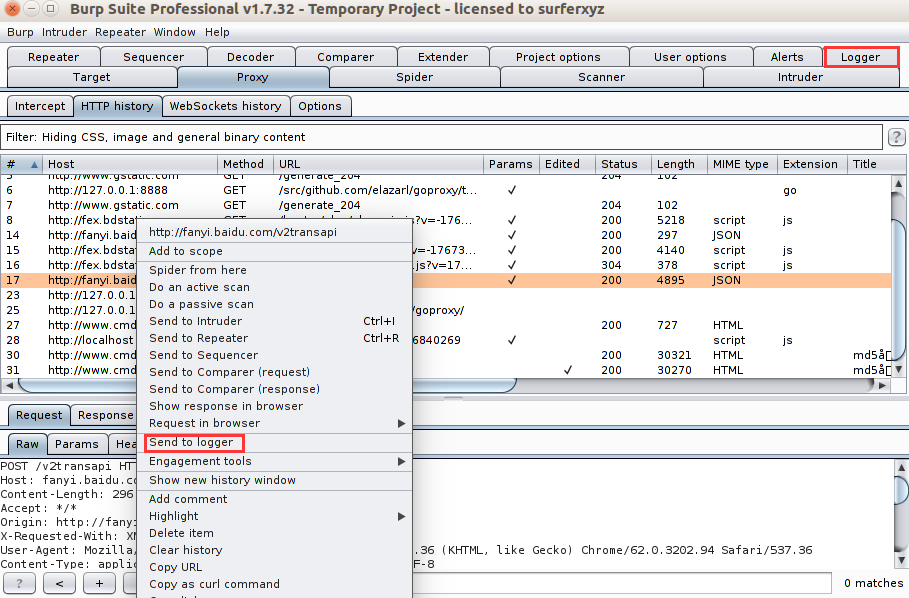 Burp Suite Professional v1.7.32 - Temporary Project - licensed to surferxyz
Burp Intruder Repeater Window Help
Repeater Sequencer Decoder Comparer Extender Project options User options Alerts Logger
Target Proxy Spider Scanner Intruder
Intercept HTTP history WebSockets history Options
Filter: Hiding CSS, image and general binary content ?
# Host Method URL Params Edited Status Length MIME type Extension Title
5 http://www.gstatic.com GET /generate_204 204 102
6 http://127.0.0.1:8888 GET /src/github.com/elazarl/goproxy/t... ✓ go
7 http://www.gstatic.com GET /generate_204 204 102
8 http://fex.bdstat ✓ 200 5218 script js
14 http://fanyi.baid ✓ 200 297 JSON
15 http://fex.bdsta v=-17673... ✓ 200 4140 script js
16 http://fex.bdsta .js?v=17... ✓ 304 378 script js
17 http://fanyi.baid ✓ 200 4895 JSON
23 http://127.0.0.1
25 http://127.0.0.1 goproxy/
27 http://www.cmd 200 727 HTML
28 http://localhost 6840269 ✓ script js
30 http://www.cmd 200 30321 HTML md5å
31 http://www.cmd ✓ 200 30270 HTML md5å
http://fanyi.baidu.com/v2transapi
Add to scope
Spider from here
Do an active scan
Do a passive scan
Send to Intruder Ctrl+I
Send to Repeater Ctrl+R
Send to Sequencer
Send to Comparer (request)
Send to Comparer (response)
Show response in browser
Request in browser
Send to logger
Engagement tools
Show new history window
Add comment
Highlight
Delete item
Clear history
Copy URL
Copy as curl command
Request Response
Raw Params Hea
POST /v2transapi HT
Host: fanyi.baidu.co
Content-Length: 296
Accept: */*
Origin: http://fany
X-Requested-With: XM
User-Agent: Mozilla/ .36 (KHTML, like Gecko) Chrome/62.0.3202.94 Safari/537.36
Content-Type: applic F-8
? < + 0 matches